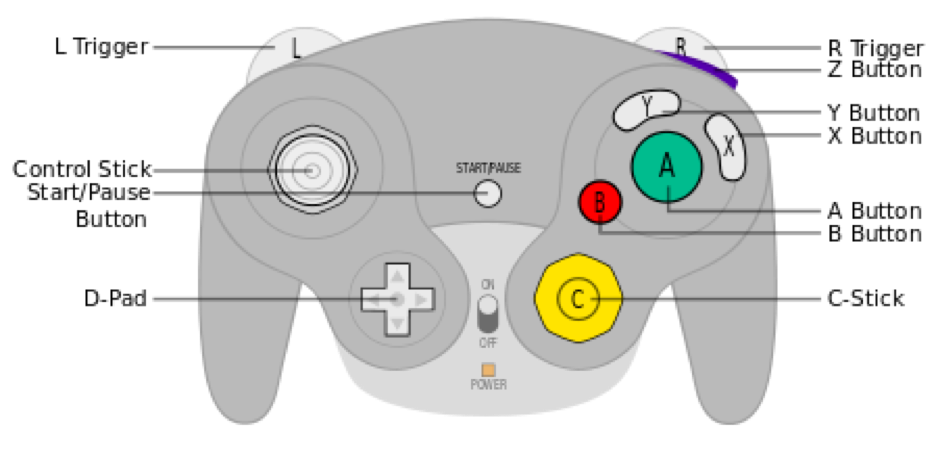 L Trigger
L
R
R Trigger
Z Button
Y
Y Button
X
X Button
Control Stick
START/PAUSE
A
Start/Pause
Button
B
A Button
B Button
D-Pad
ON
C
C-Stick
OFF
POWER